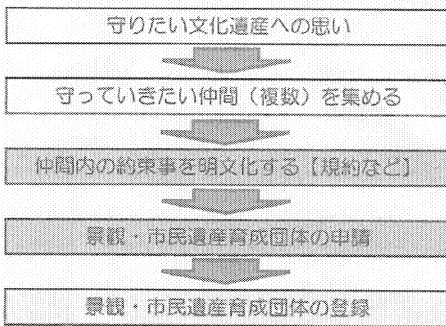 守りたい文化遺産への思い
守っていきたい仲間（複数）を集める
仲間内の約束事を明文化する【規約など】
景観・市民遺産育成団体の申請
景観・市民遺産育成団体の登録